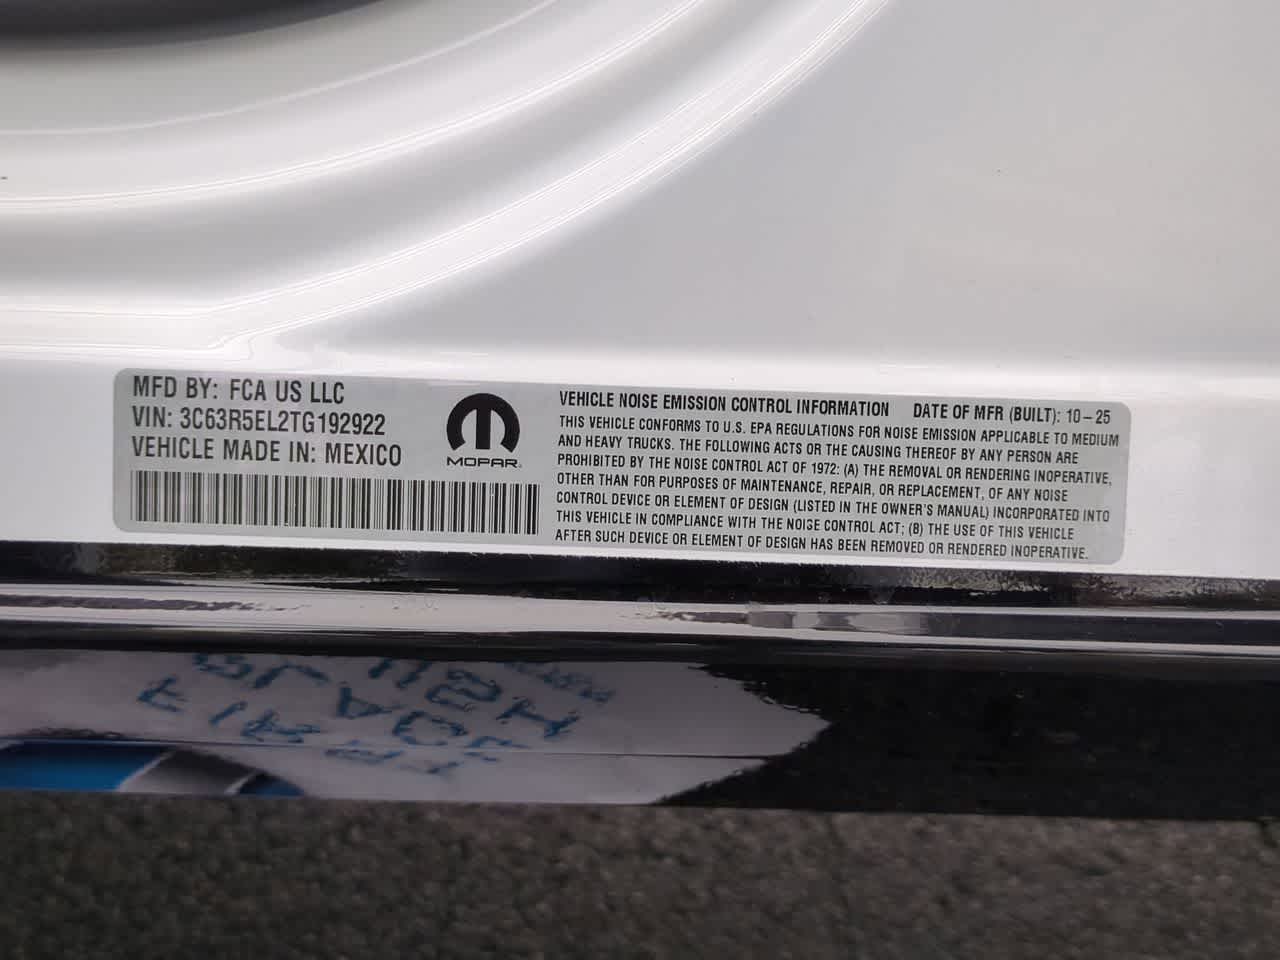 MFD BY: FCA US LLC
VIN: 3C63R5EL2TG192922
VEHICLE MADE IN: MEXICO
MOPAR
VEHICLE NOISE EMISSION CONTROL INFORMATION DATE OF MFR (BUILT): 10-25
THIS VEHICLE CONFORMS TO U.S. EPA REGULATIONS FOR NOISE EMISSION APPLICABLE TO MEDIUM
AND HEAVY TRUCKS. THE FOLLOWING ACTS OR THE CAUSING THEREOF BY ANY PERSON ARE
PROHIBITED BY THE NOISE CONTROL ACT OF 1972: (A) THE REMOVAL OR RENDERING INOPERATIVE,
OTHER THAN FOR PURPOSES OF MAINTENANCE, REPAIR, OR REPLACEMENT, OF ANY NOISE
CONTROL DEVICE OR ELEMENT OF DESIGN (LISTED IN THE OWNER'S MANUAL) INCORPORATED INTO
THIS VEHICLE IN COMPLIANCE WITH THE NOISE CONTROL ACT; (B) THE USE OF THIS VEHICLE
AFTER SUCH DEVICE OR ELEMENT OF DESIGN HAS BEEN REMOVED OR RENDERED INOPERATIVE.